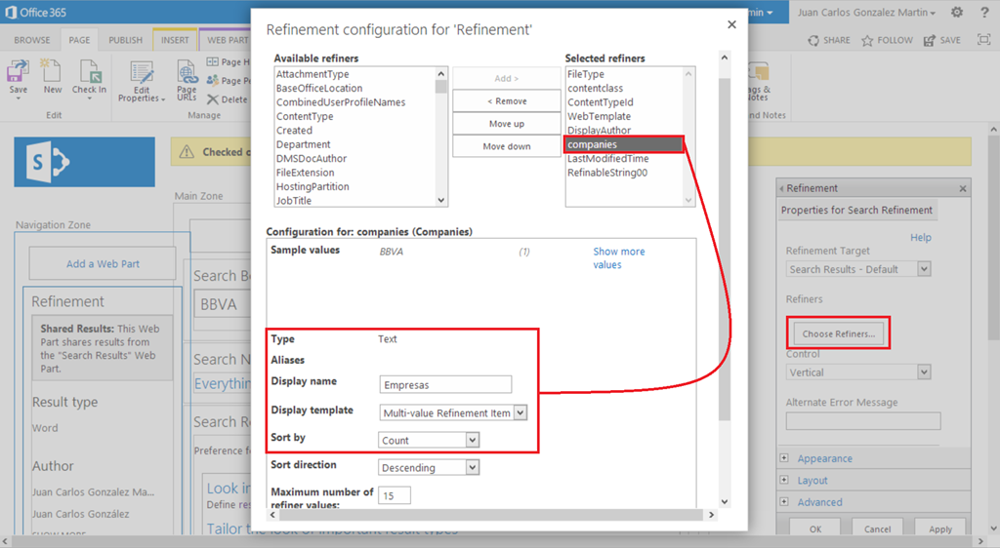 Office 365
min
Juan Carlos Gonzalez Martin
?
BROWSE
PAGE
PUBLISH
INSERT
WEB PART
SHARE
FOLLOW
SAVE
Save
New
Check In
Edit
Properties
Page
URLs
Page H
Page Pe
Delete
Edit
Manage
Tags &
Notes
and Notes
S
Checked o
Main Zone
Navigation Zone
Add a Web Part
Refinement
Shared Results: This Web
Part shares results from
the "Search Results" Web
Part.
Result type
Word
Author
Juan Carlos Gonzalez Ma...
Juan Carlos González
SHOW MORE
Search Bo
BBVA
Search N
Everythin
Search R
Preference fo
Look in
Define res
Tailor the look of important result types
Refinement configuration for 'Refinement'
Available refiners
AttachmentType
BaseOfficeLocation
CombinedUserProfileNames
ContentType
Created
Department
DMSDocAuthor
FileExtension
HostingPartition
JobTitle
Add >
< Remove
Move up
Move down
Selected refiners
FileType
contentclass
ContentTypeId
WebTemplate
DisplayAuthor
companies
LastModifiedTime
RefinableString00
Configuration for: companies (Companies)
Sample values
BBVA
(1)
Show more
values
Type
Text
Aliases
Display name
Empresas
Display template
Multi-value Refinement Item
Sort by
Count
Sort direction
Descending
Maximum number of
refiner values:
15
Refinement
Properties for Search Refinement
Help
Refinement Target
Search Results - Default
Refiners
Choose Refiners...
Control
Vertical
Alternate Error Message
Appearance
Layout
Advanced
OK
Cancel
Apply